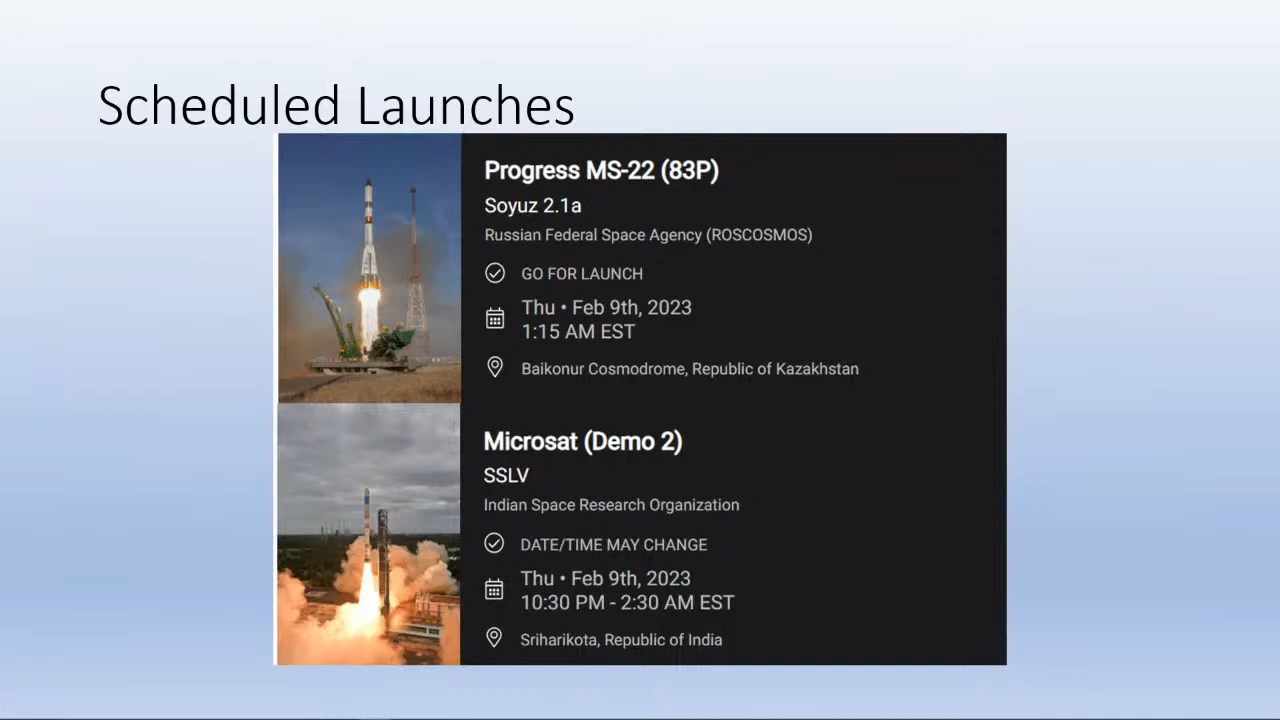 Scheduled Launches
Progress MS-22 (83P)
Soyuz 2.1a
Russian Federal Space Agency (ROSCOSMOS)
GO FOR LAUNCH
Thu • Feb 9th, 2023
1:15 AM EST
Baikonur Cosmodrome, Republic of Kazakhstan
Microsat (Demo 2)
SSLV
Indian Space Research Organization
DATE/TIME MAY CHANGE
Thu • Feb 9th, 2023
10:30 PM - 2:30 AM EST
Sriharikota, Republic of India